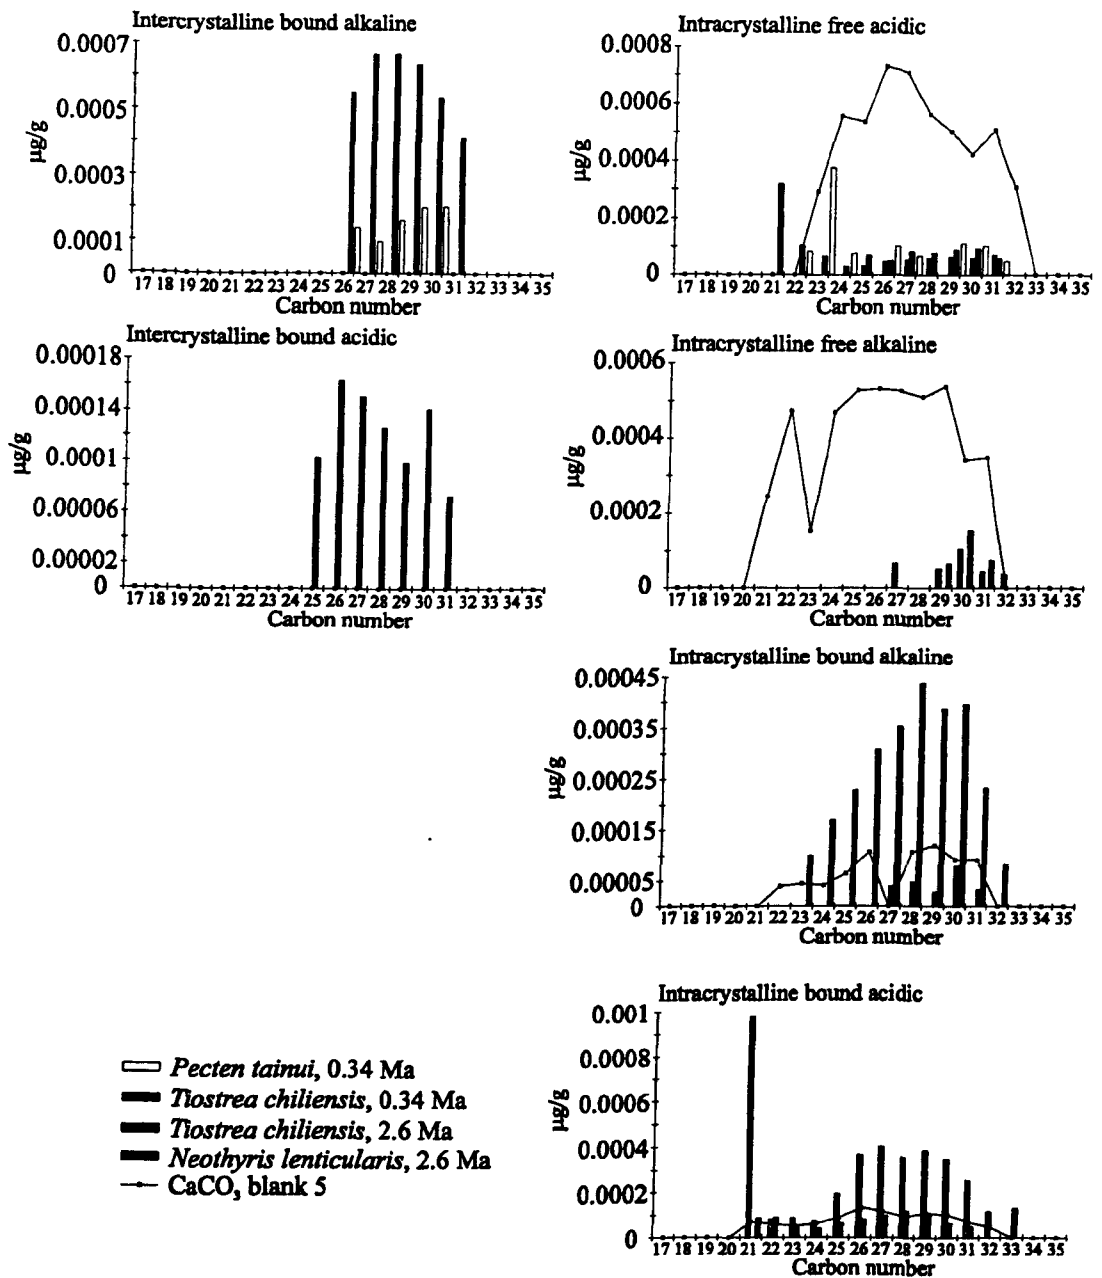 Intercrystalline bound alkaline
0.0007
0.0005
0.0003
0.0001
0
µg/g
17 18 19 20 21 22 23 24 25 26 27 28 29 30 31 32 33 34 35
Carbon number
Intracrystalline free acidic
0.0008
0.0006
0.0004
0.0002
0
µg/g
17 18 19 20 21 22 23 24 25 26 27 28 29 30 31 32 33 34 35
Carbon number
Intercrystalline bound acidic
0.00018
0.00014
0.0001
0.00006
0.00002
0
µg/g
17 18 19 20 21 22 23 24 25 26 27 28 29 30 31 32 33 34 35
Carbon number
Intracrystalline free alkaline
0.0006
0.0004
0.0002
0
µg/g
17 18 19 20 21 22 23 24 25 26 27 28 29 30 31 32 33 34 35
Carbon number
Intracrystalline bound alkaline
0.00045
0.00035
0.00025
0.00015
0.00005
0
µg/g
17 18 19 20 21 22 23 24 25 26 27 28 29 30 31 32 33 34 35
Carbon number
Intracrystalline bound acidic
0.001
0.0008
0.0006
0.0004
0.0002
0
µg/g
17 18 19 20 21 22 23 24 25 26 27 28 29 30 31 32 33 34 35
Carbon number
Pecten tainui, 0.34 Ma
Tiostrea chiliensis, 0.34 Ma
Tiostrea chiliensis, 2.6 Ma
Neothyris lenticularis, 2.6 Ma
CaCO₃ blank 5